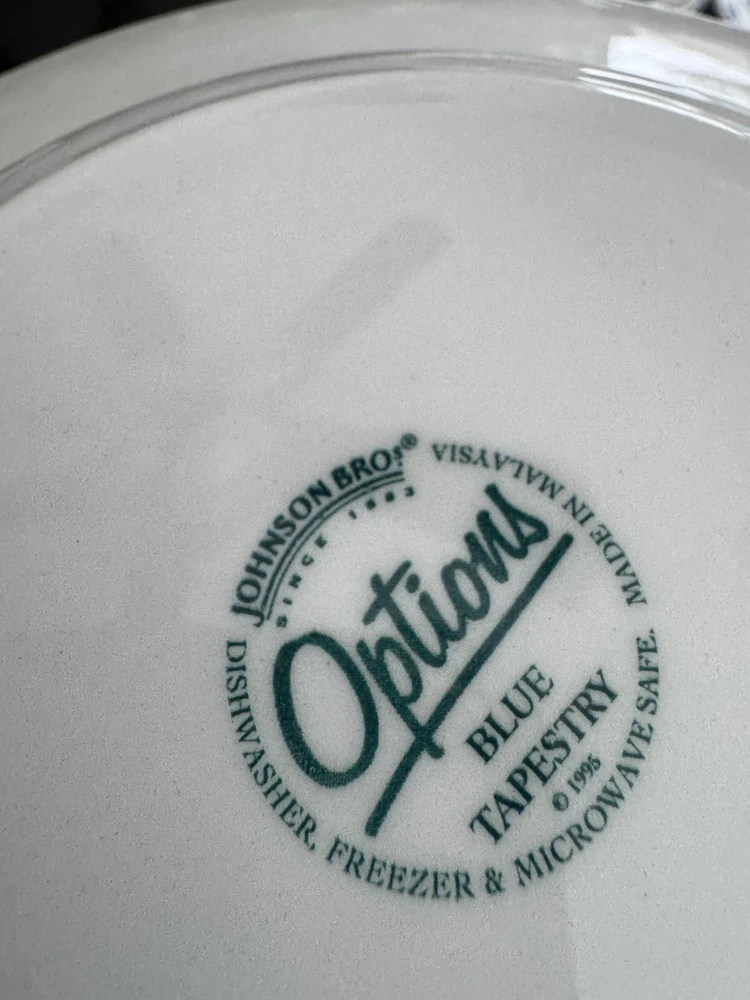 JOHNSON BROS®
SINCE 1883
Options
BLUE
TAPESTRY
© 1995
DISHWASHER, FREEZER & MICROWAVE SAFE.
MADE IN MALAYSIA